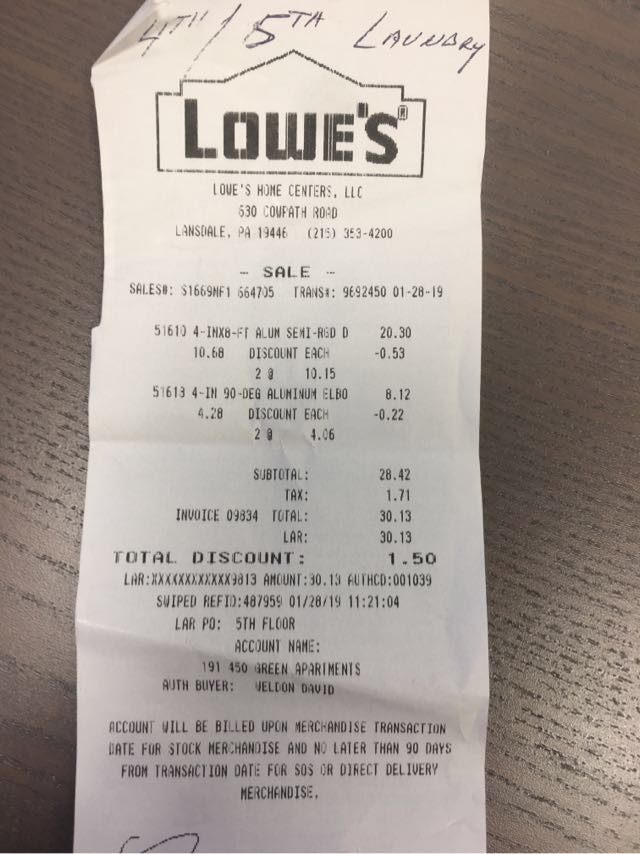 4TH / 5TH LAUNDRY
LOWE'S®
LOWE'S HOME CENTERS, LLC
630 COWPATH ROAD
LANSDALE, PA 19446 (215) 353-4200
- SALE -
SALES#: S1669MF1 664705 TRANS#: 9692450 01-28-19
51610 4-INX8-FT ALUM SEMI-RGD D 20.30
10.68 DISCOUNT EACH -0.53
2 @ 10.15
51613 4-IN 90-DEG ALUMINUM ELBO 8.12
4.28 DISCOUNT EACH -0.22
2 @ 4.06
SUBTOTAL: 28.42
TAX: 1.71
INVOICE 09834 TOTAL: 30.13
LAR: 30.13
TOTAL DISCOUNT: 1.50
LAR:XXXXXXXXXXXX9813 AMOUNT:30.13 AUTHCD:001039
SWIPED REFID:487959 01/28/19 11:21:04
LAR PO: 5TH FLOOR
ACCOUNT NAME:
191 450 GREEN APARTMENTS
AUTH BUYER: WELDON DAVID
ACCOUNT WILL BE BILLED UPON MERCHANDISE TRANSACTION
DATE FOR STOCK MERCHANDISE AND NO LATER THAN 90 DAYS
FROM TRANSACTION DATE FOR SOS OR DIRECT DELIVERY
MERCHANDISE.